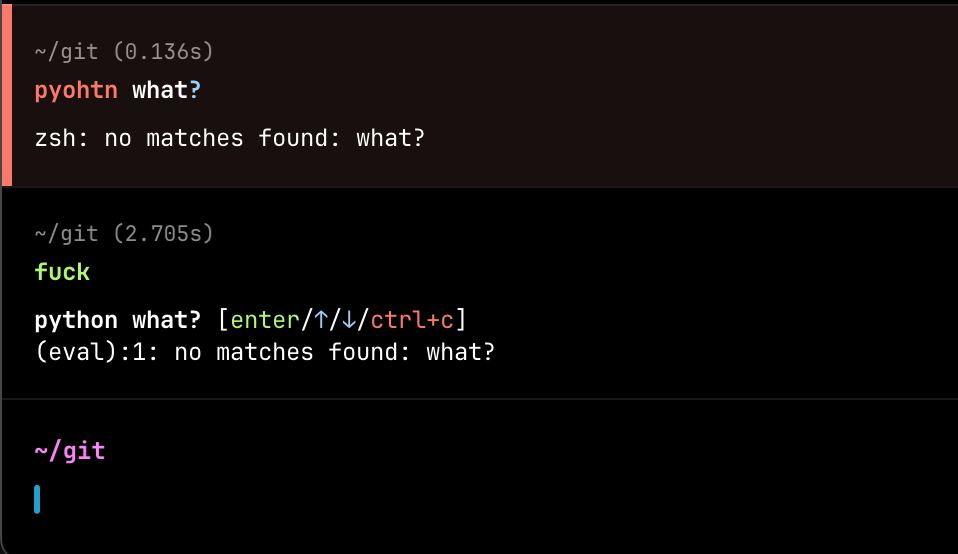 ~/git (0.136s)
pyohtn what?
zsh: no matches found: what?
~/git (2.705s)
fuck
python what? [enter/↑/↓/ctrl+c]
(eval):1: no matches found: what?
~/git